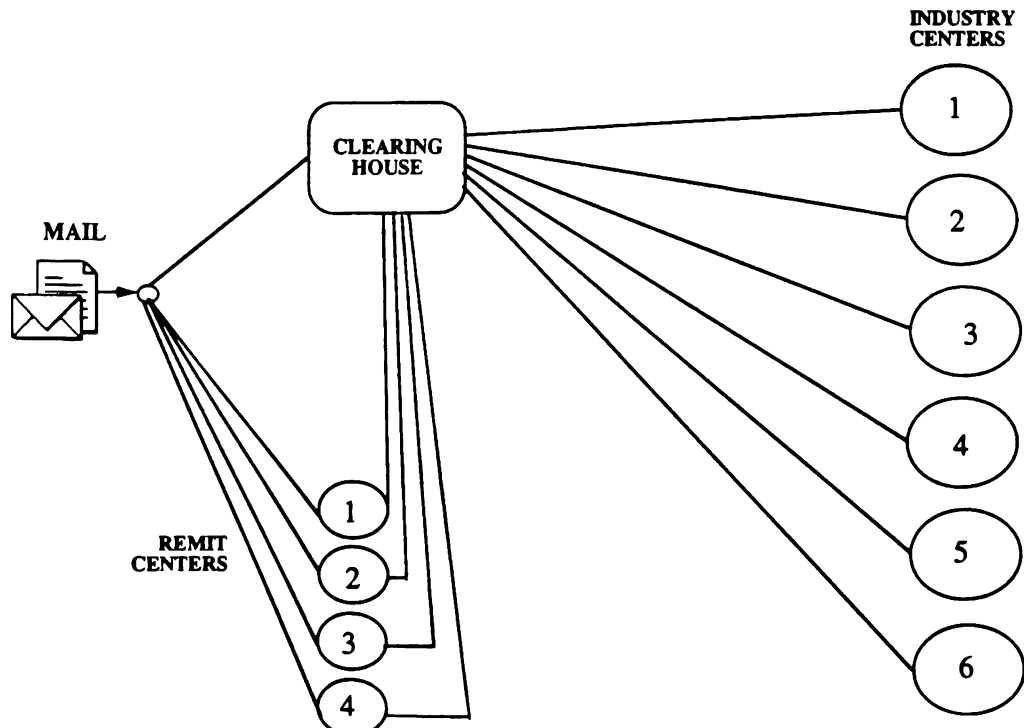 INDUSTRY
CENTERS
1
CLEARING
HOUSE
2
MAIL
3
4
1
REMIT
CENTERS
2
5
3
6
4